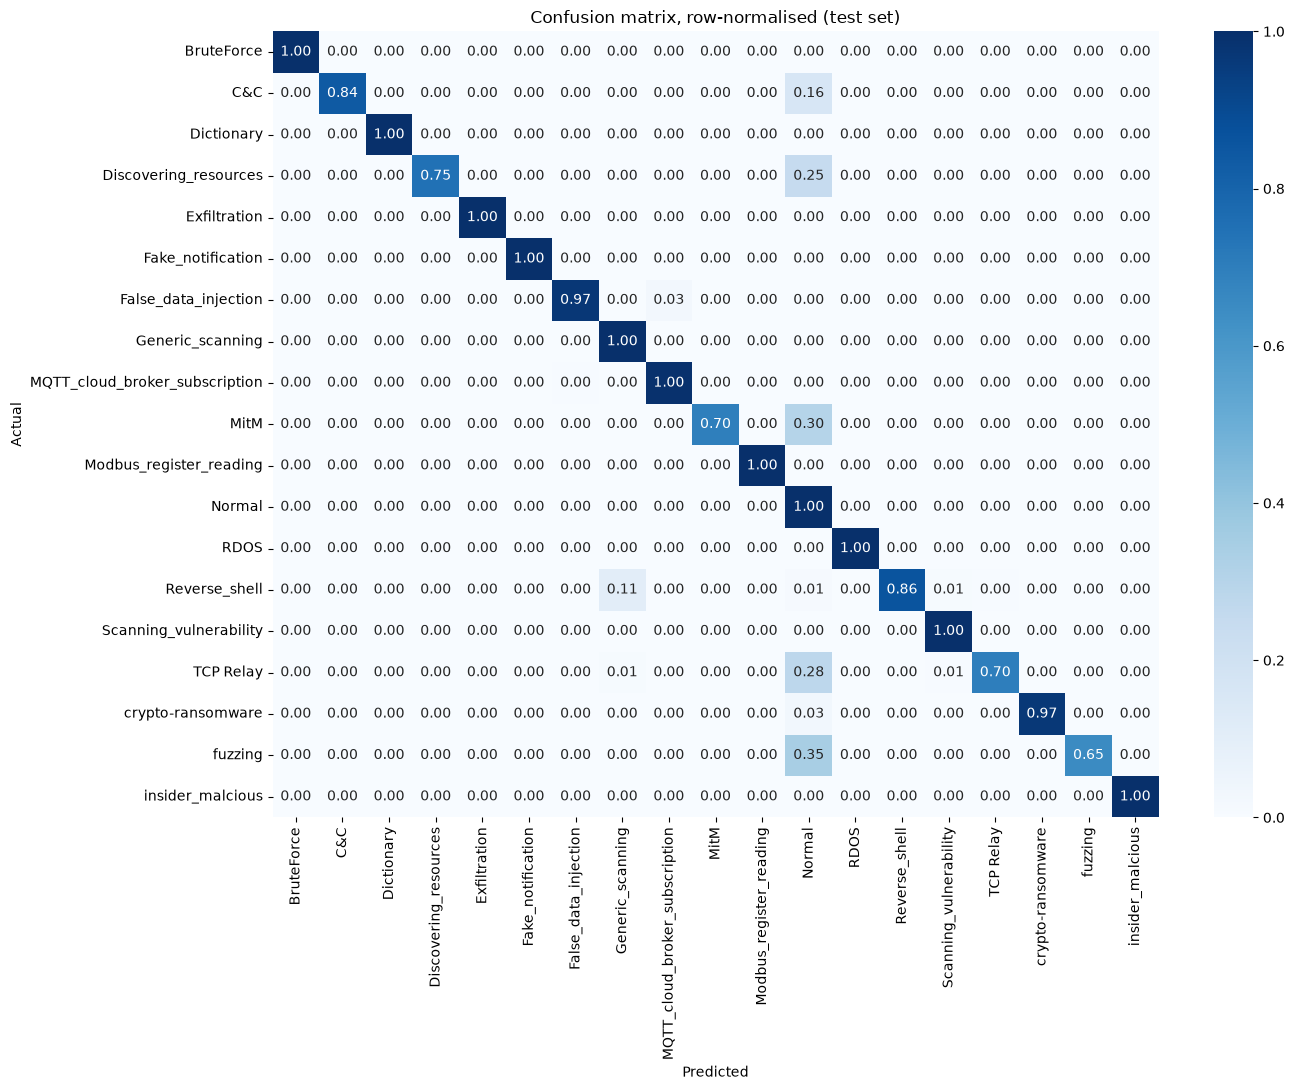 Confusion matrix, row-normalised (test set)
BruteForce 1.00 0.00 0.00 0.00 0.00 0.00 0.00 0.00 0.00 0.00 0.00 0.00 0.00 0.00 0.00 0.00 0.00 0.00 0.00
C&C 0.00 0.84 0.00 0.00 0.00 0.00 0.00 0.00 0.00 0.00 0.00 0.16 0.00 0.00 0.00 0.00 0.00 0.00 0.00
Dictionary 0.00 0.00 1.00 0.00 0.00 0.00 0.00 0.00 0.00 0.00 0.00 0.00 0.00 0.00 0.00 0.00 0.00 0.00 0.00
Discovering_resources 0.00 0.00 0.00 0.75 0.00 0.00 0.00 0.00 0.00 0.00 0.00 0.25 0.00 0.00 0.00 0.00 0.00 0.00 0.00
Exfiltration 0.00 0.00 0.00 0.00 1.00 0.00 0.00 0.00 0.00 0.00 0.00 0.00 0.00 0.00 0.00 0.00 0.00 0.00 0.00
Fake_notification 0.00 0.00 0.00 0.00 0.00 1.00 0.00 0.00 0.00 0.00 0.00 0.00 0.00 0.00 0.00 0.00 0.00 0.00 0.00
False_data_injection 0.00 0.00 0.00 0.00 0.00 0.00 0.97 0.00 0.03 0.00 0.00 0.00 0.00 0.00 0.00 0.00 0.00 0.00 0.00
Generic_scanning 0.00 0.00 0.00 0.00 0.00 0.00 0.00 1.00 0.00 0.00 0.00 0.00 0.00 0.00 0.00 0.00 0.00 0.00 0.00
MQTT_cloud_broker_subscription 0.00 0.00 0.00 0.00 0.00 0.00 0.00 0.00 1.00 0.00 0.00 0.00 0.00 0.00 0.00 0.00 0.00 0.00 0.00
MitM 0.00 0.00 0.00 0.00 0.00 0.00 0.00 0.00 0.00 0.70 0.00 0.30 0.00 0.00 0.00 0.00 0.00 0.00 0.00
Modbus_register_reading 0.00 0.00 0.00 0.00 0.00 0.00 0.00 0.00 0.00 0.00 1.00 0.00 0.00 0.00 0.00 0.00 0.00 0.00 0.00
Normal 0.00 0.00 0.00 0.00 0.00 0.00 0.00 0.00 0.00 0.00 0.00 1.00 0.00 0.00 0.00 0.00 0.00 0.00 0.00
RDOS 0.00 0.00 0.00 0.00 0.00 0.00 0.00 0.00 0.00 0.00 0.00 0.00 1.00 0.00 0.00 0.00 0.00 0.00 0.00
Reverse_shell 0.00 0.00 0.00 0.00 0.00 0.00 0.00 0.11 0.00 0.00 0.00 0.01 0.00 0.86 0.01 0.00 0.00 0.00 0.00
Scanning_vulnerability 0.00 0.00 0.00 0.00 0.00 0.00 0.00 0.00 0.00 0.00 0.00 0.00 0.00 0.00 1.00 0.00 0.00 0.00 0.00
TCP Relay 0.00 0.00 0.00 0.00 0.00 0.00 0.00 0.01 0.00 0.00 0.00 0.28 0.00 0.00 0.01 0.70 0.00 0.00 0.00
crypto-ransomware 0.00 0.00 0.00 0.00 0.00 0.00 0.00 0.00 0.00 0.00 0.00 0.03 0.00 0.00 0.00 0.00 0.97 0.00 0.00
fuzzing 0.00 0.00 0.00 0.00 0.00 0.00 0.00 0.00 0.00 0.00 0.00 0.35 0.00 0.00 0.00 0.00 0.00 0.65 0.00
insider_malcious 0.00 0.00 0.00 0.00 0.00 0.00 0.00 0.00 0.00 0.00 0.00 0.00 0.00 0.00 0.00 0.00 0.00 0.00 1.00
Actual
BruteForce
C&C
Dictionary
Discovering_resources
Exfiltration
Fake_notification
False_data_injection
Generic_scanning
MQTT_cloud_broker_subscription
MitM
Modbus_register_reading
Normal
RDOS
Reverse_shell
Scanning_vulnerability
TCP Relay
crypto-ransomware
fuzzing
insider_malcious
Predicted
1.0
0.8
0.6
0.4
0.2
0.0